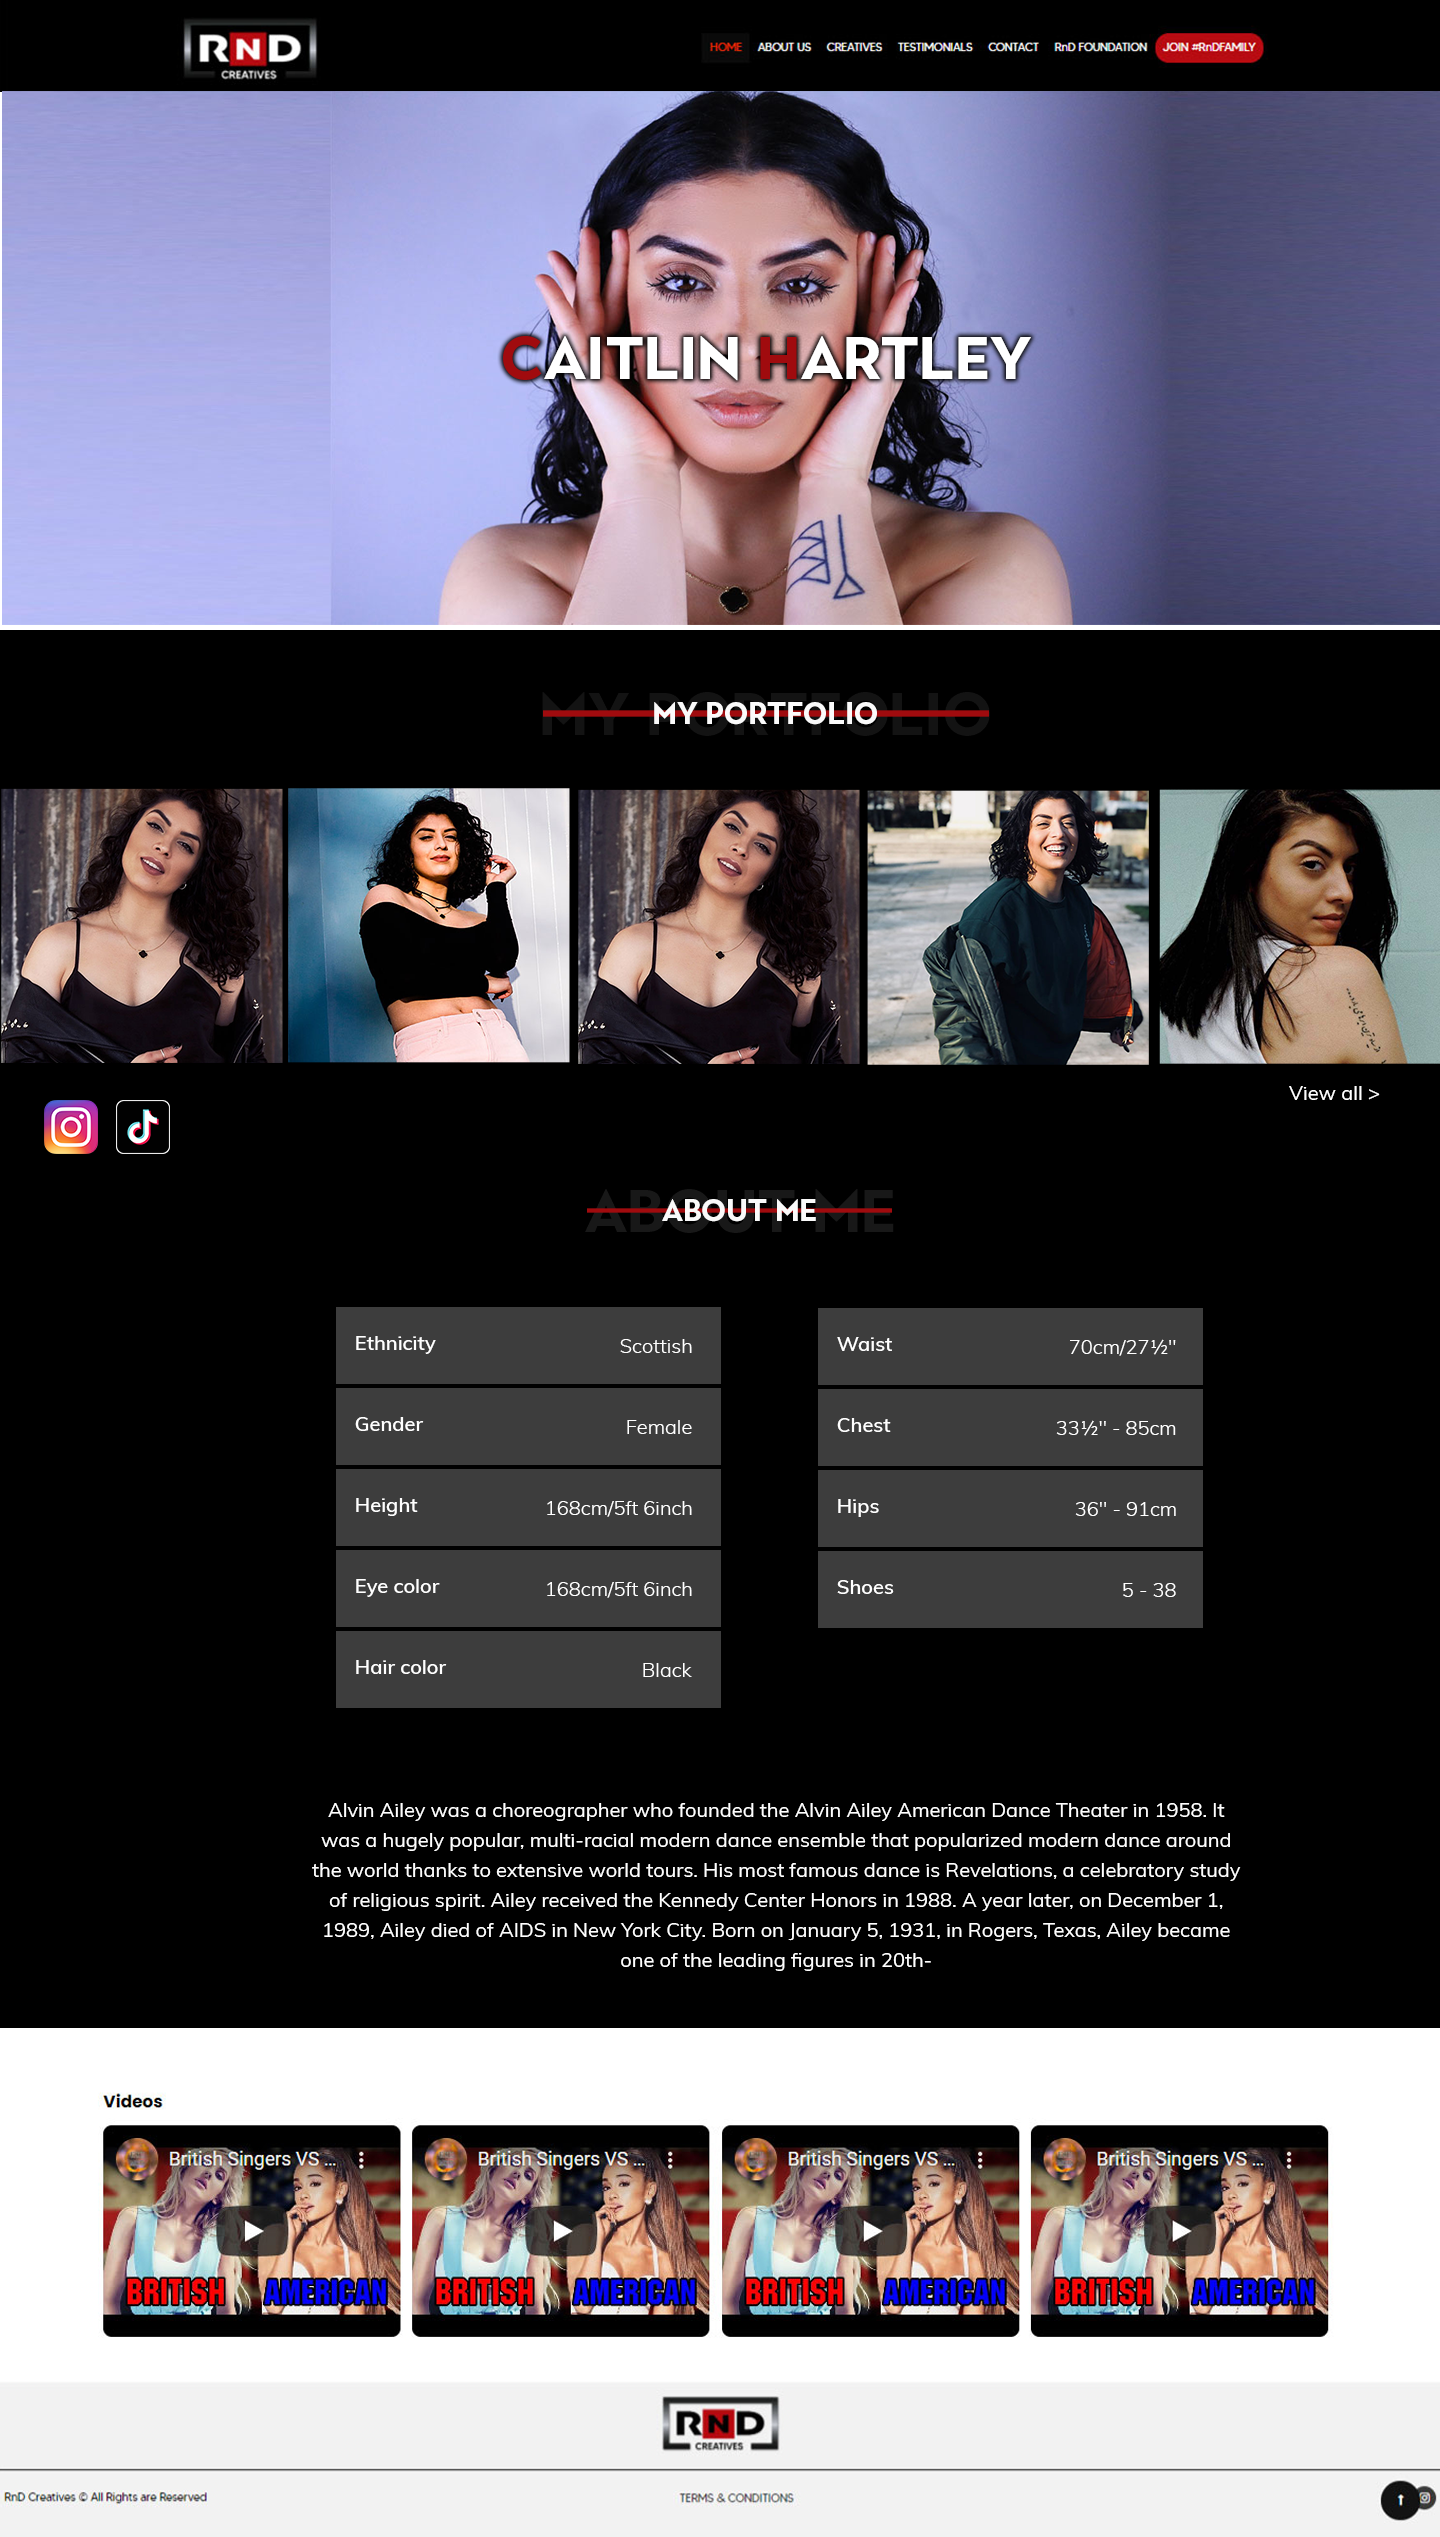 RND
CREATIVES
HOME ABOUT US CREATIVES TESTIMONIALS CONTACT RnD FOUNDATION JOIN #RnDFAMILY
CAITLIN HARTLEY
MY PORTFOLIO
MY PORTFOLIO
View all >
ABOUT ME
ABOUT ME
Ethnicity Scottish
Gender Female
Height 168cm/5ft 6inch
Eye color 168cm/5ft 6inch
Hair color Black
Waist 70cm/27½"
Chest 33½" - 85cm
Hips 36" - 91cm
Shoes 5 - 38
Alvin Ailey was a choreographer who founded the Alvin Ailey American Dance Theater in 1958. It
was a hugely popular, multi-racial modern dance ensemble that popularized modern dance around
the world thanks to extensive world tours. His most famous dance is Revelations, a celebratory study
of religious spirit. Ailey received the Kennedy Center Honors in 1988. A year later, on December 1,
1989, Ailey died of AIDS in New York City. Born on January 5, 1931, in Rogers, Texas, Ailey became
one of the leading figures in 20th-
Videos
British Singers VS ...
BRITISH AMERICAN
British Singers VS ...
BRITISH AMERICAN
British Singers VS ...
BRITISH AMERICAN
British Singers VS ...
BRITISH AMERICAN
RND
CREATIVES
RnD Creatives © All Rights are Reserved
TERMS & CONDITIONS